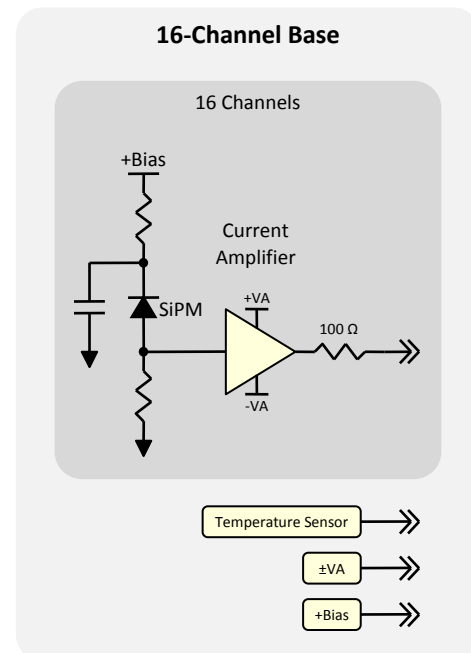 16-Channel Base
16 Channels
+Bias
Current
Amplifier
SiPM
+VA
100 Ω
-VA
Temperature Sensor
±VA
+Bias